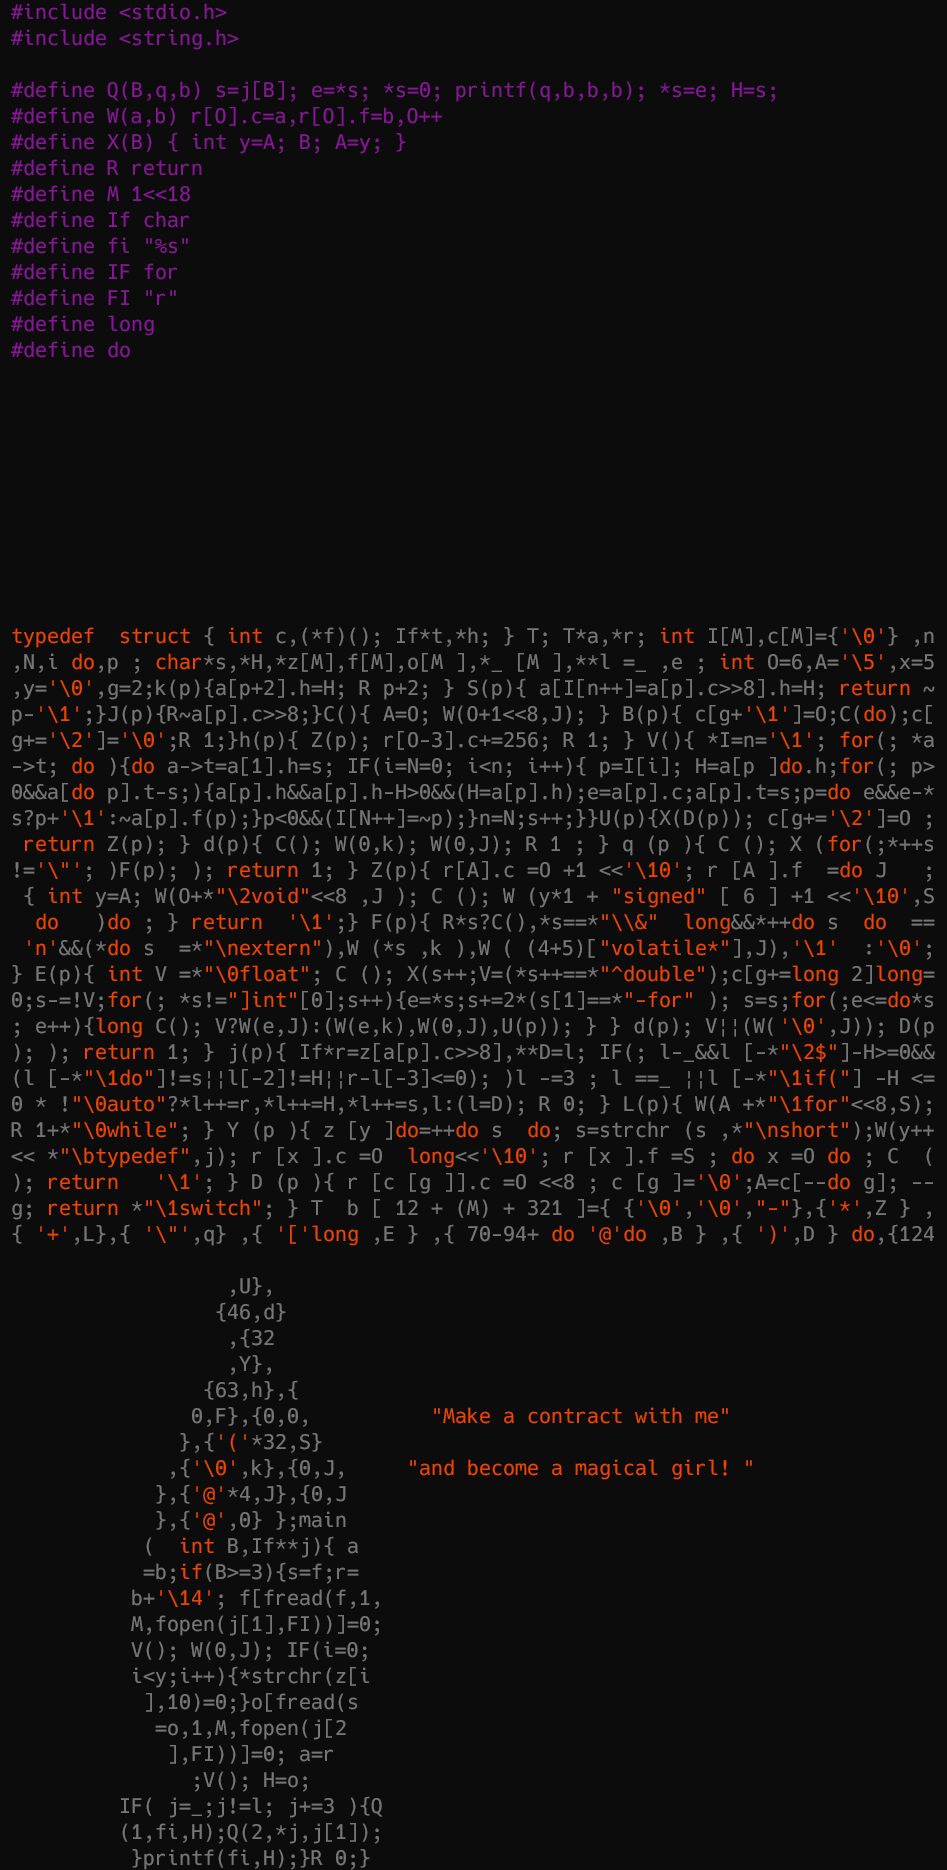 #include <stdio.h>
#include <string.h>
#define Q(B,q,b) s=j[B]; e=*s; *s=0; printf(q,b,b,b); *s=e; H=s;
#define W(a,b) r[O].c=a,r[O].f=b,O++
#define X(B) { int y=A; B; A=y; }
#define R return
#define M 1<<18
#define If char
#define fi "%s"
#define IF for
#define FI "r"
#define long
#define do
typedef  struct { int c,(*f)(); If*t,*h; } T; T*a,*r; int I[M],c[M]={'\0'} ,n
,N,i do,p ; char*s,*H,*z[M],f[M],o[M ],*_ [M ],**l =_ ,e ; int O=6,A='\5',x=5
,y='\0',g=2;k(p){a[p+2].h=H; R p+2; } S(p){ a[I[n++]=a[p].c>>8].h=H; return ~
p-'\1';}J(p){R~a[p].c>>8;}C(){ A=O; W(O+1<<8,J); } B(p){ c[g+'\1']=O;C(do);c[
g+='\2']='\0';R 1;}h(p){ Z(p); r[O-3].c+=256; R 1; } V(){ *I=n='\1'; for(; *a
->t; do ){do a->t=a[1].h=s; IF(i=N=0; i<n; i++){ p=I[i]; H=a[p ]do.h;for(; p>
0&&a[do p].t-s;){a[p].h&&a[p].h-H>0&&(H=a[p].h);e=a[p].c;a[p].t=s;p=do e&&e-*
s?p+'\1':~a[p].f(p);}p<0&&(I[N++]=~p);}n=N;s++;}}U(p){X(D(p)); c[g+='\2']=O ;
 return Z(p); } d(p){ C(); W(0,k); W(0,J); R 1 ; } q (p ){ C (); X (for(;*++s
!='\"'; )F(p); ); return 1; } Z(p){ r[A].c =O +1 <<'\10'; r [A ].f  =do J   ;
 { int y=A; W(O+*"\2void"<<8 ,J ); C (); W (y*1 + "signed" [ 6 ] +1 <<'\10',S
  do   )do ; } return  '\1';} F(p){ R*s?C(),*s==*"\\&"  long&&*++do s  do  ==
 'n'&&(*do s  =*"\nextern"),W (*s ,k ),W ( (4+5)["volatile*"],J),'\1'  :'\0';
} E(p){ int V =*"\0float"; C (); X(s++;V=(*s++==*"^double");c[g+=long 2]long=
0;s-=!V;for(; *s!="]int"[0];s++){e=*s;s+=2*(s[1]==*"-for" ); s=s;for(;e<=do*s
; e++){long C(); V?W(e,J):(W(e,k),W(0,J),U(p)); } } d(p); V¦¦(W('\0',J)); D(p
); ); return 1; } j(p){ If*r=z[a[p].c>>8],**D=l; IF(; l-_&&l [-*"\2$"]-H>=0&&
(l [-*"\1do"]!=s¦¦l[-2]!=H¦¦r-l[-3]<=0); )l -=3 ; l ==_ ¦¦l [-*"\1if("] -H <=
0 * !"\0auto"?*l++=r,*l++=H,*l++=s,l:(l=D); R 0; } L(p){ W(A +*"\1for"<<8,S);
R 1+*"\0while"; } Y (p ){ z [y ]do=++do s  do; s=strchr (s ,*"\nshort");W(y++
<< *"\btypedef",j); r [x ].c =O  long<<'\10'; r [x ].f =S ; do x =O do ; C  (
); return   '\1'; } D (p ){ r [c [g ]].c =O <<8 ; c [g ]='\0';A=c[--do g]; --
g; return *"\1switch"; } T  b [ 12 + (M) + 321 ]={ {'\0','\0',"-"},{'*',Z } ,
{ '+',L},{ '\"',q} ,{ '['long ,E } ,{ 70-94+ do '@'do ,B } ,{ ')',D } do,{124
,U},
{46,d}
,{32
,Y},
{63,h},{
0,F},{0,0,          "Make a contract with me"
},{'('*32,S}
,{'\0',k},{0,J,     "and become a magical girl! "
},{'@'*4,J},{0,J
},{'@',0} };main
(  int B,If**j){ a
=b;if(B>=3){s=f;r=
b+'\14'; f[fread(f,1,
M,fopen(j[1],FI))]=0;
V(); W(0,J); IF(i=0;
i<y;i++){*strchr(z[i
],10)=0;}o[fread(s
=o,1,M,fopen(j[2
],FI))]=0; a=r
;V(); H=o;
IF( j=_;j!=l; j+=3 ){Q
(1,fi,H);Q(2,*j,j[1]);
}printf(fi,H);}R 0;}